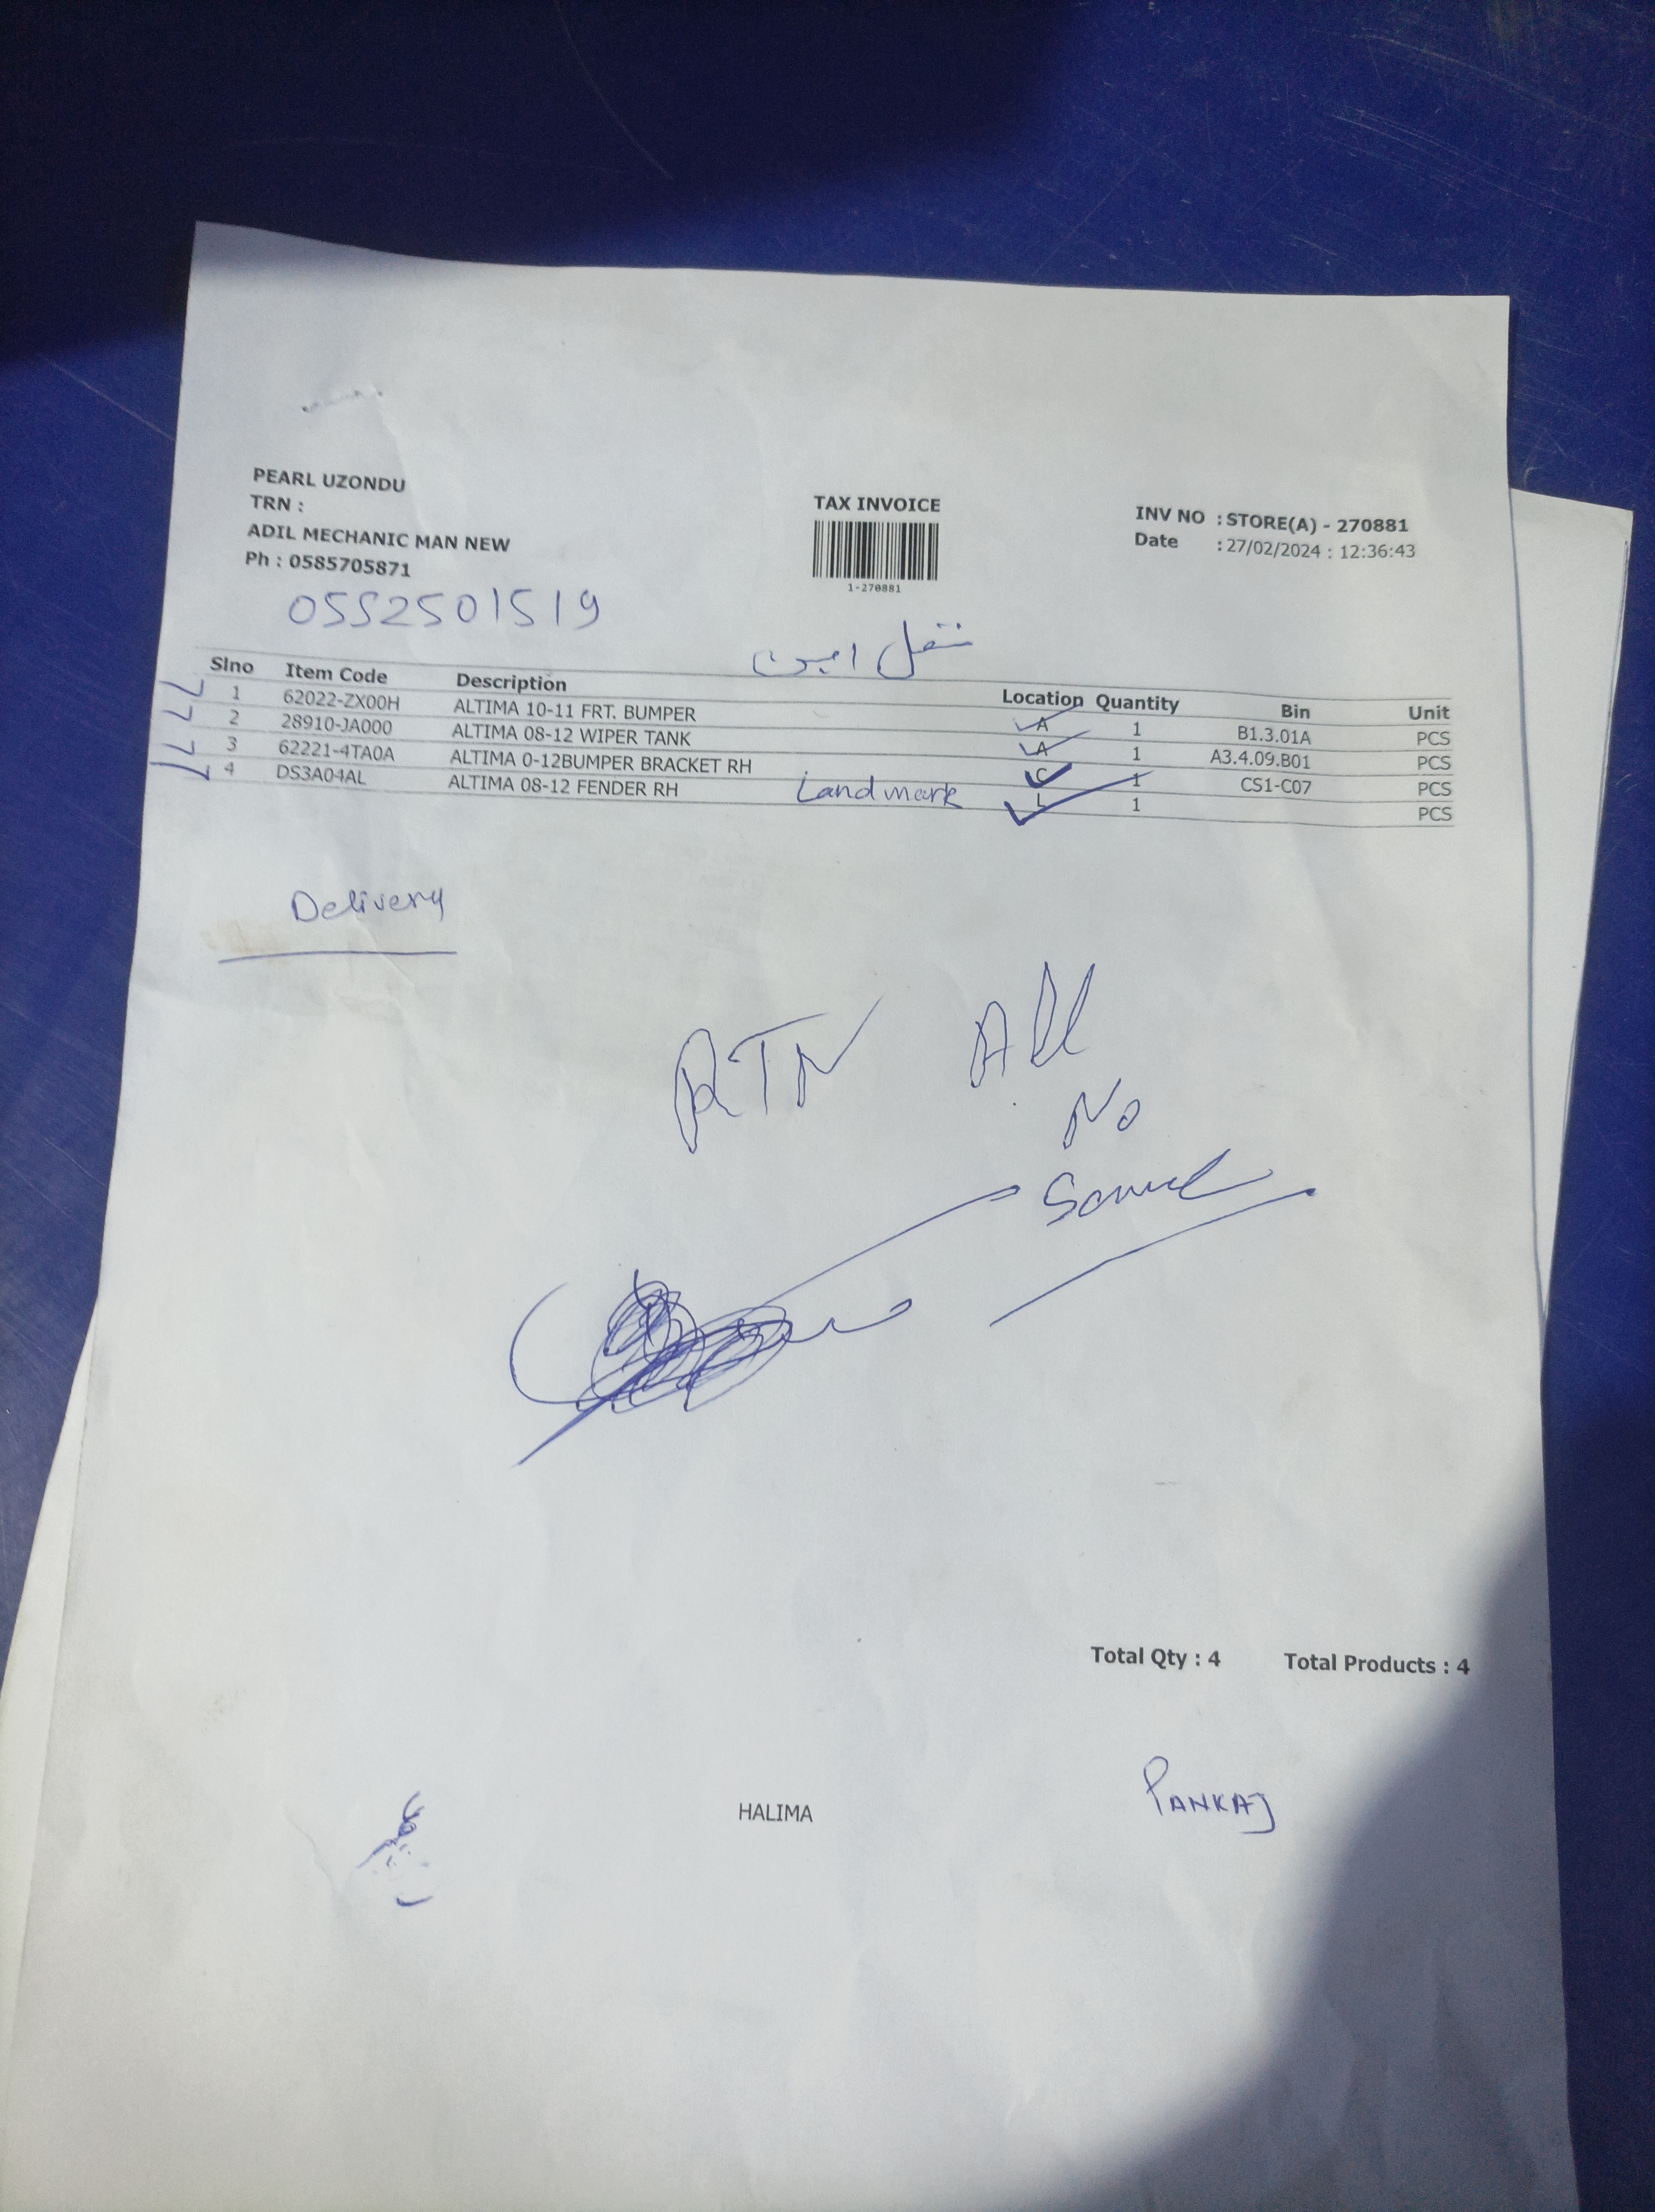 PEARL UZONDU
TRN :
ADIL MECHANIC MAN NEW
Ph : 0585705871
0552501519
TAX INVOICE
1-270881
INV NO : STORE(A) - 270881
Date : 27/02/2024 : 12:36:43
Slno Item Code Description Location Quantity Bin Unit
1 62022-ZX00H ALTIMA 10-11 FRT. BUMPER A 1 B1.3.01A PCS
2 28910-JA000 ALTIMA 08-12 WIPER TANK A 1 A3.4.09.B01 PCS
3 62221-4TA0A ALTIMA 0-12BUMPER BRACKET RH C 1 CS1-C07 PCS
4 DS3A04AL ALTIMA 08-12 FENDER RH Landmark L 1 PCS
Delivery
RTN All
No
Total Qty : 4 Total Products : 4
HALIMA
PANKAJ